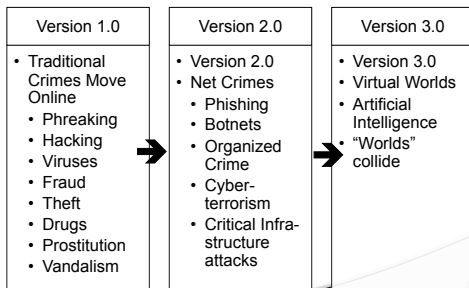 Version 1.0
• Traditional
Crimes Move
Online
• Phreaking
• Hacking
• Viruses
• Fraud
• Theft
• Drugs
• Prostitution
• Vandalism
Version 2.0
• Version 2.0
• Net Crimes
• Phishing
• Botnets
• Organized
Crime
• Cyber-
terrorism
• Critical Infra-
structure
attacks
Version 3.0
• Version 3.0
• Virtual Worlds
• Artificial
Intelligence
• “Worlds”
collide